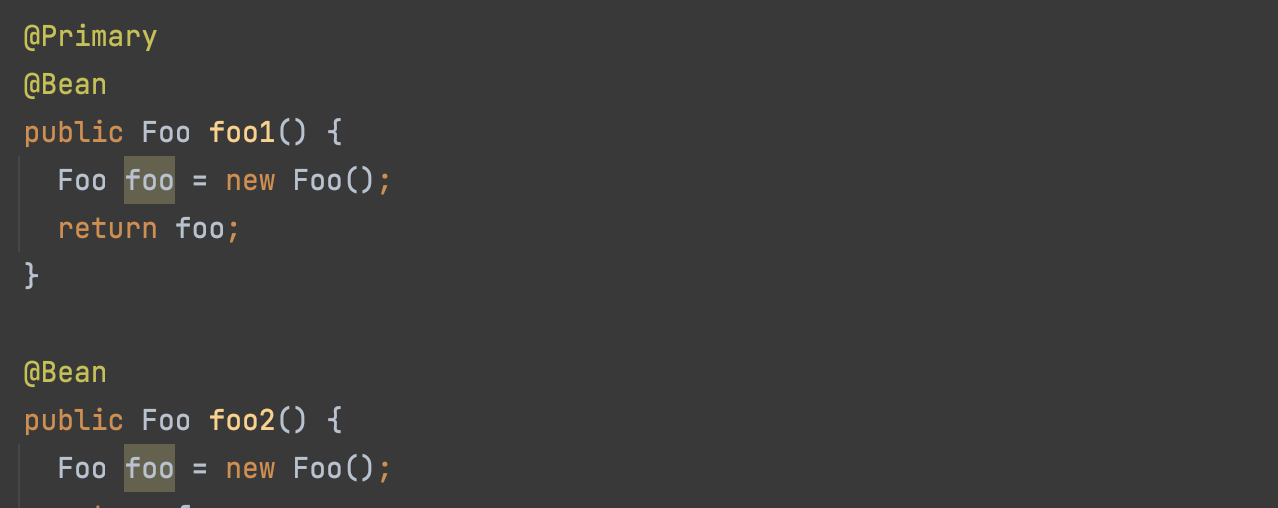 @Primary
@Bean
public Foo foo1() {
  Foo foo = new Foo();
  return foo;
}
@Bean
public Foo foo2() {
  Foo foo = new Foo();